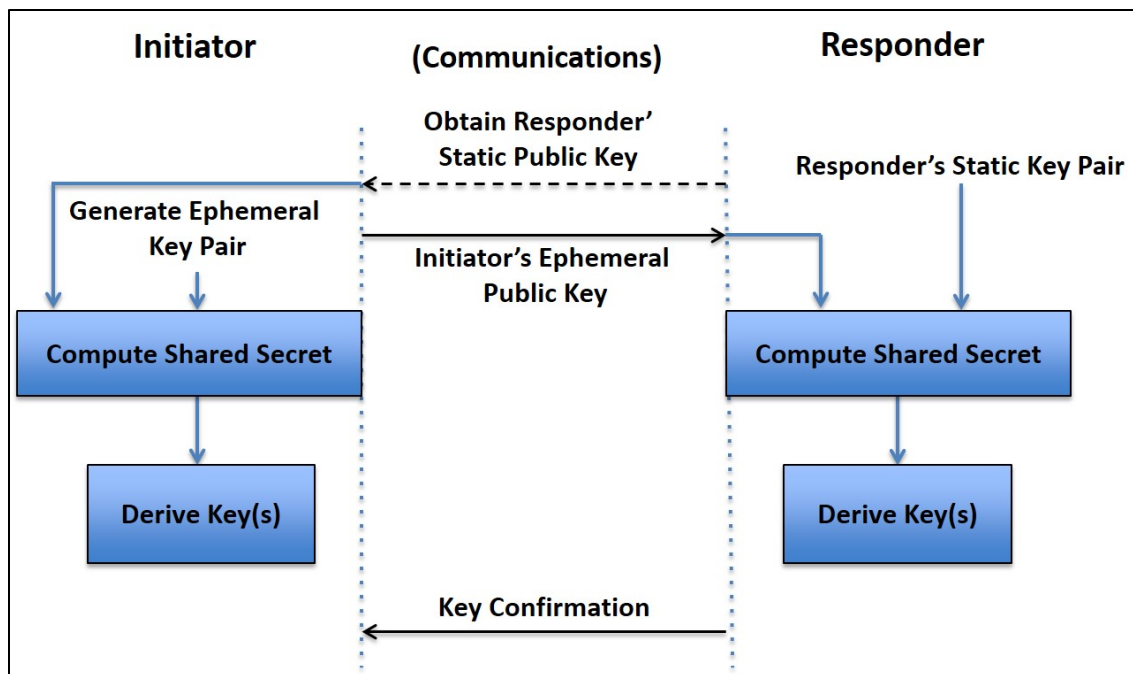 Initiator
(Communications)
Responder
Obtain Responder’
Static Public Key
Responder’s Static Key Pair
Generate Ephemeral
Key Pair
Initiator’s Ephemeral
Public Key
Compute Shared Secret
Compute Shared Secret
Derive Key(s)
Derive Key(s)
Key Confirmation